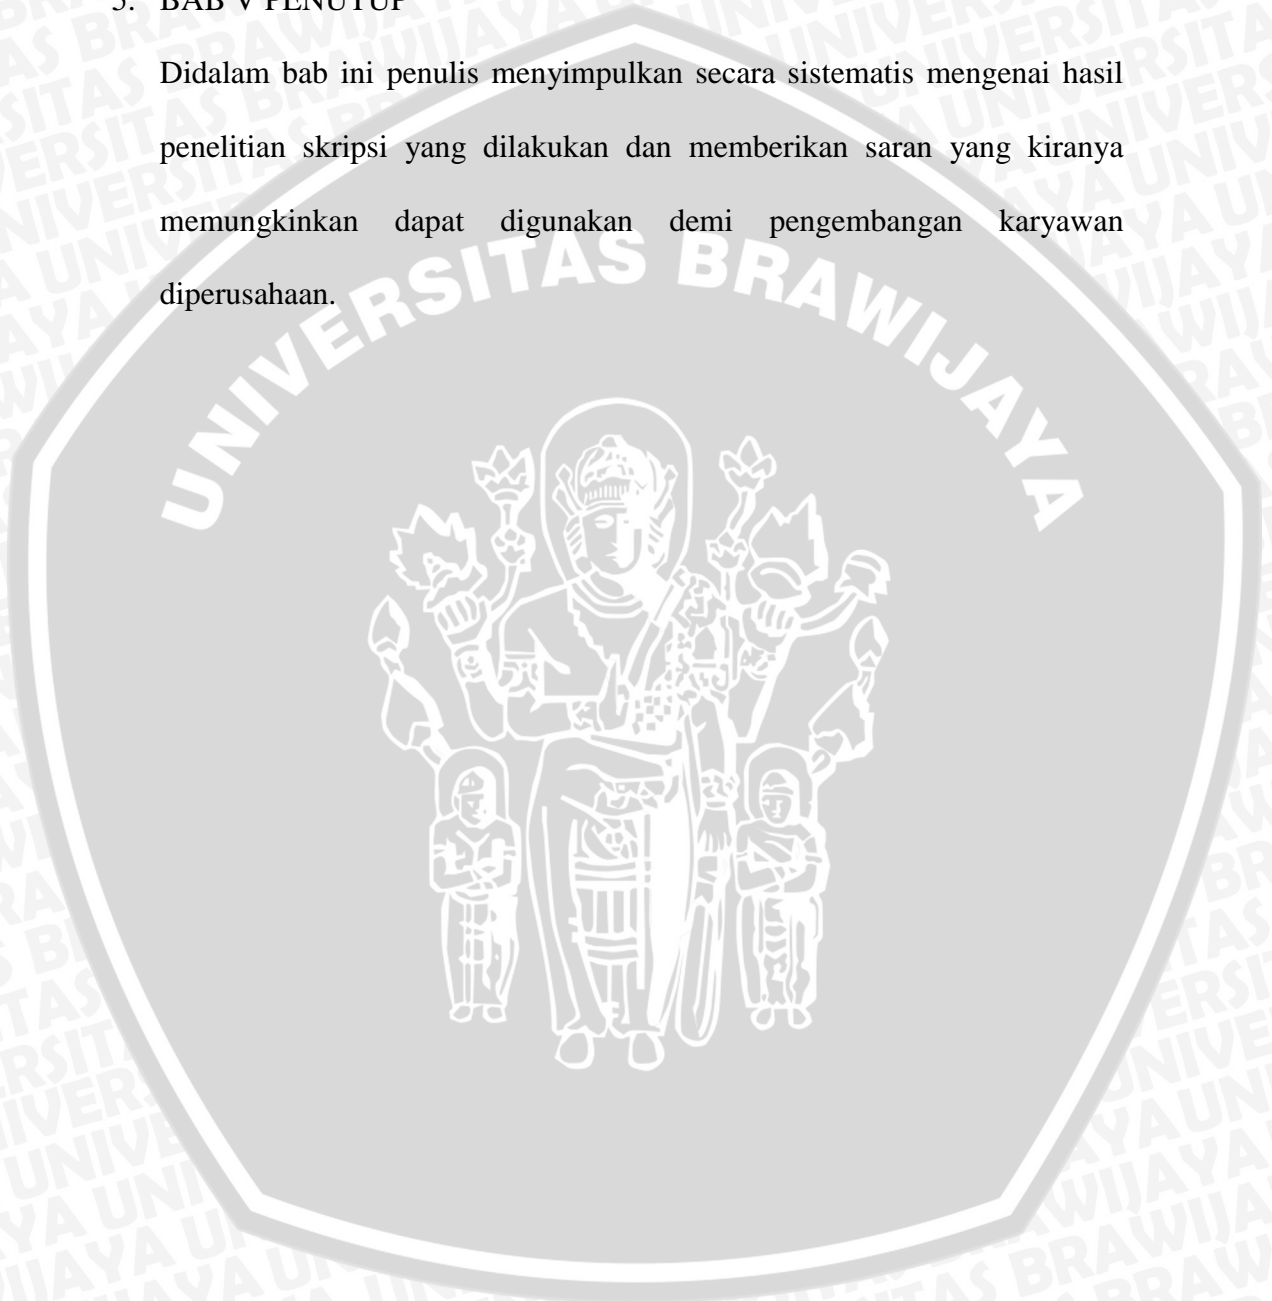 5. BAB V PENUTUP
Didalam bab ini penulis menyimpulkan secara sistematis mengenai hasil
penelitian skripsi yang dilakukan dan memberikan saran yang kiranya
memungkinkan dapat digunakan demi pengembangan karyawan
diperusahaan.
UNIVERSITAS BRAWIJAYA